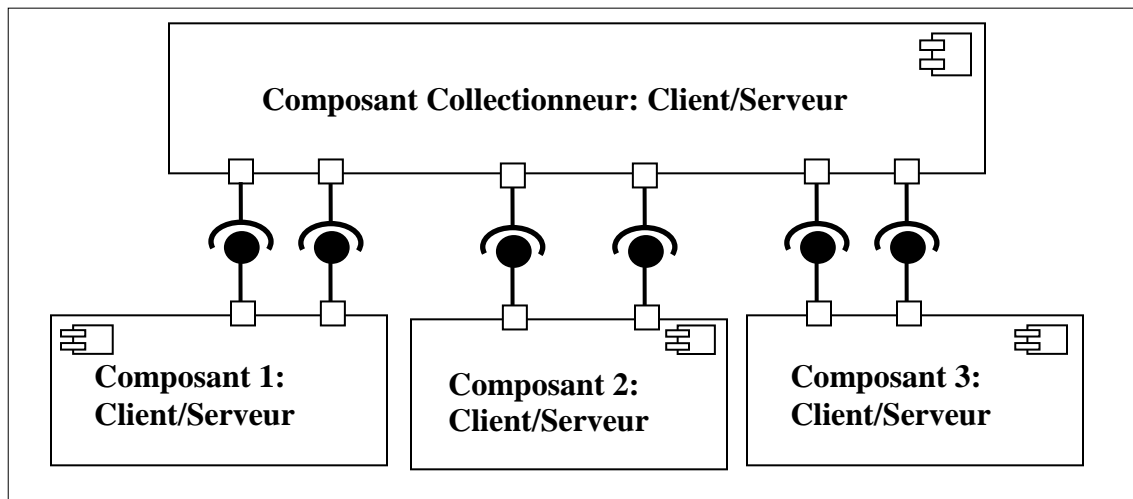 Composant Collectionneur: Client/Serveur
Composant 1:
Client/Serveur
Composant 2:
Client/Serveur
Composant 3:
Client/Serveur